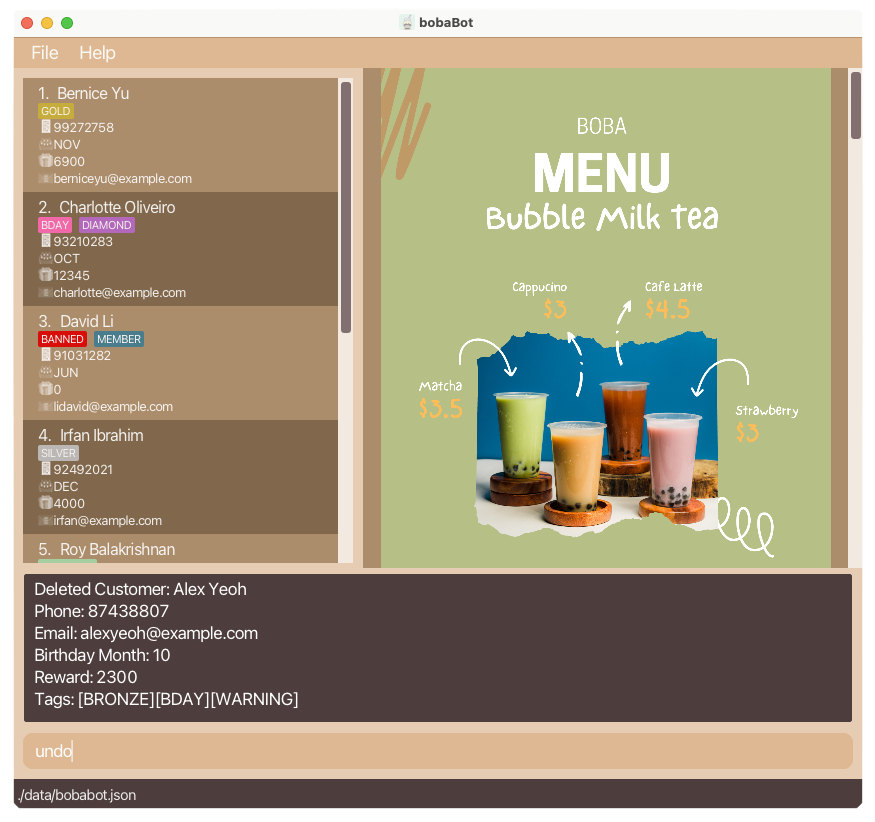 bobaBot
File Help
1. Bernice Yu
GOLD
99272758
NOV
6900
berniceyu@example.com
2. Charlotte Oliveiro
BDAY DIAMOND
93210283
OCT
12345
charlotte@example.com
3. David Li
BANNED MEMBER
91031282
JUN
0
lidavid@example.com
4. Irfan Ibrahim
SILVER
92492021
DEC
4000
irfan@example.com
5. Roy Balakrishnan
BOBA
MENU
Bubble Milk Tea
Cappucino
$3
Cafe Latte
$4.5
Matcha
$3.5
Strawberry
$3
Deleted Customer: Alex Yeoh
Phone: 87438807
Email: alexyeoh@example.com
Birthday Month: 10
Reward: 2300
Tags: [BRONZE][BDAY][WARNING]
undo
./data/bobabot.json